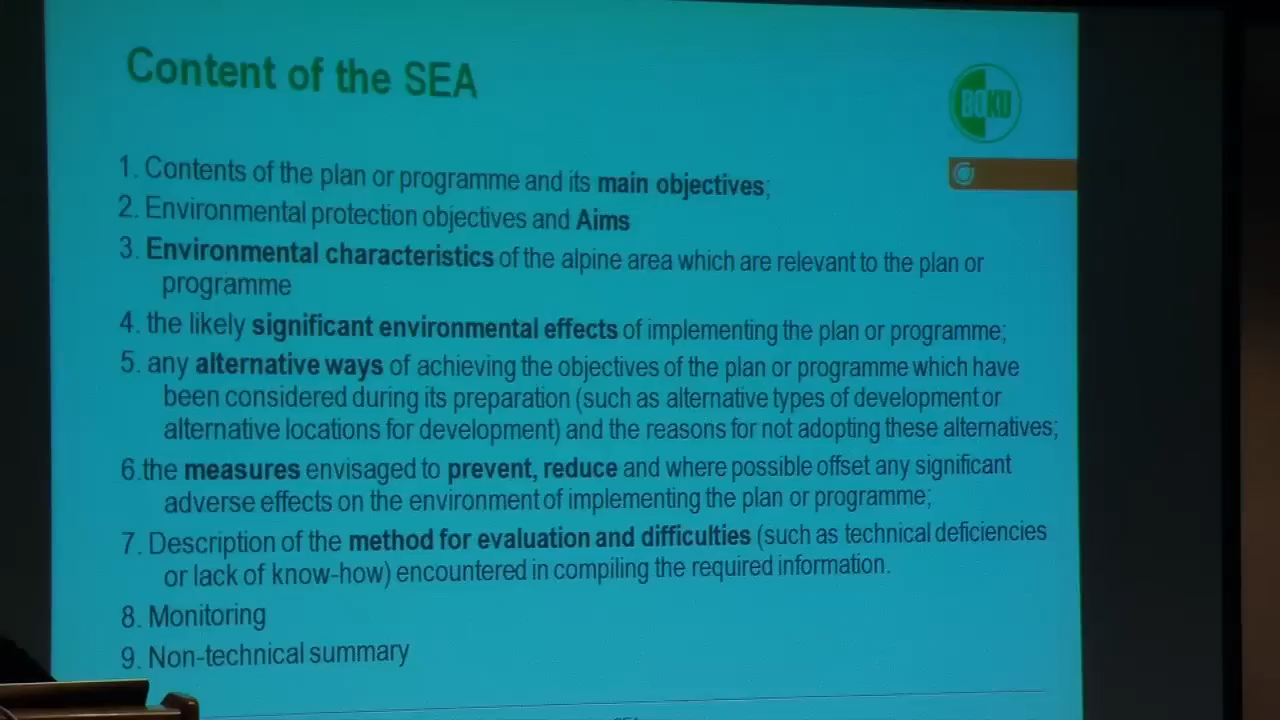 Content of the SEA
BOKU
1. Contents of the plan or programme and its main objectives;
2. Environmental protection objectives and Aims
3. Environmental characteristics of the alpine area which are relevant to the plan or
programme
4. the likely significant environmental effects of implementing the plan or programme;
5. any alternative ways of achieving the objectives of the plan or programme which have
been considered during its preparation (such as alternative types of development or
alternative locations for development) and the reasons for not adopting these alternatives;
6.the measures envisaged to prevent, reduce and where possible offset any significant
adverse effects on the environment of implementing the plan or programme;
7. Description of the method for evaluation and difficulties (such as technical deficiencies
or lack of know-how) encountered in compiling the required information.
8. Monitoring
9. Non-technical summary